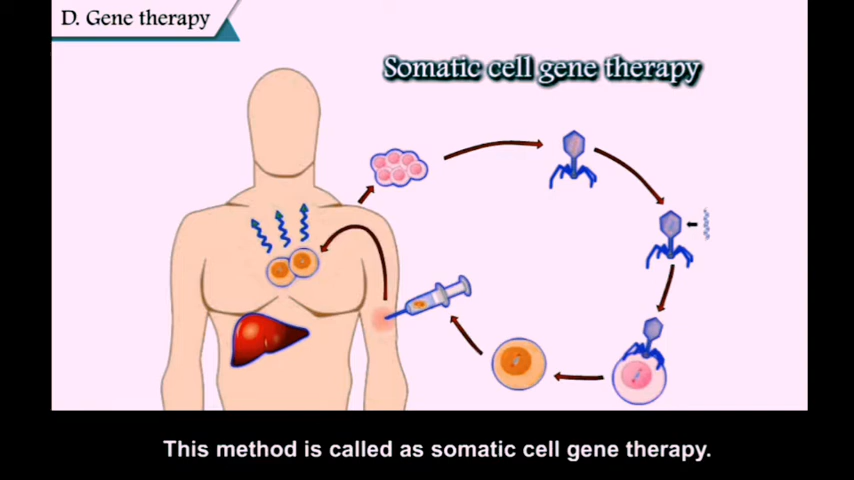 D. Gene therapy
Somatic cell gene therapy
This method is called as somatic cell gene therapy.